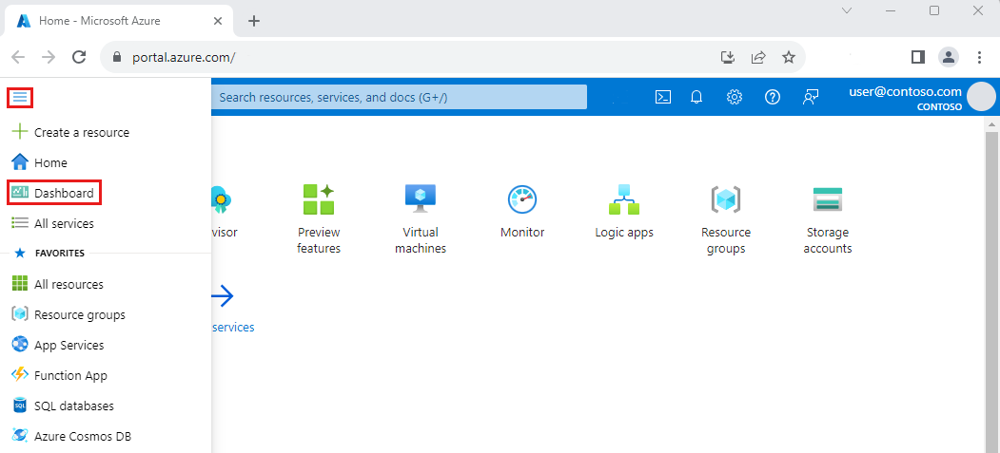 Home - Microsoft Azure
portal.azure.com/
Search resources, services, and docs (G+/)
user@contoso.com
CONTOSO
Create a resource
Home
Dashboard
All services
FAVORITES
All resources
Resource groups
App Services
Function App
SQL databases
Azure Cosmos DB
visor
Preview
features
Virtual
machines
Monitor
Logic apps
Resource
groups
Storage
accounts
services